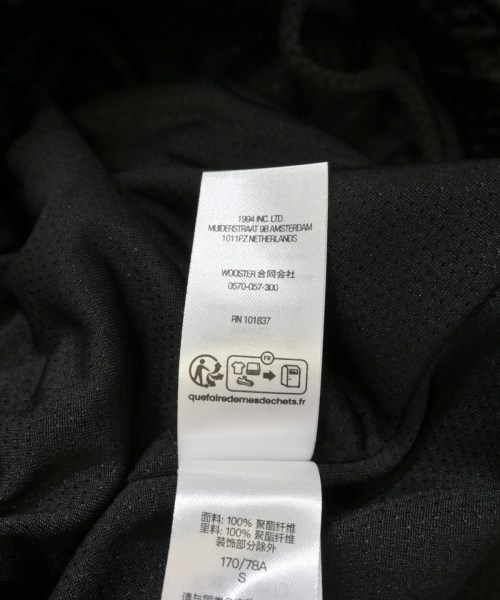 1994 INC. LTD.
MUIDERSTRAAT 9B AMSTERDAM
1011PZ NETHERLANDS
WOOSTER 合同会社
0570-057-300
RN 101837
FR
quefairedemesdechets.fr
面料: 100% 聚酯纤维
里料: 100% 聚酯纤维
装饰部分除外
170/78A
S